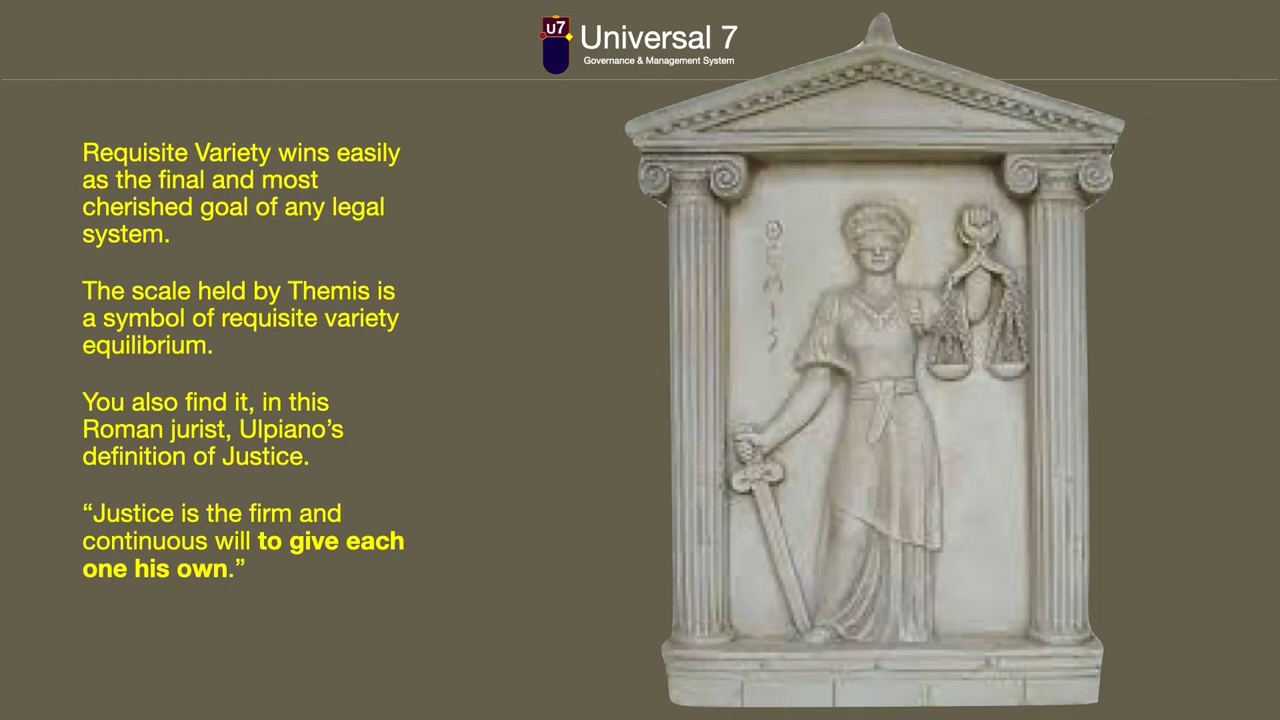 U7
Universal 7
Governance & Management System
Requisite Variety wins easily
as the final and most
cherished goal of any legal
system.
The scale held by Themis is
a symbol of requisite variety
equilibrium.
You also find it, in this
Roman jurist, Ulpiano’s
definition of Justice.
“Justice is the firm and
continuous will to give each
one his own.”